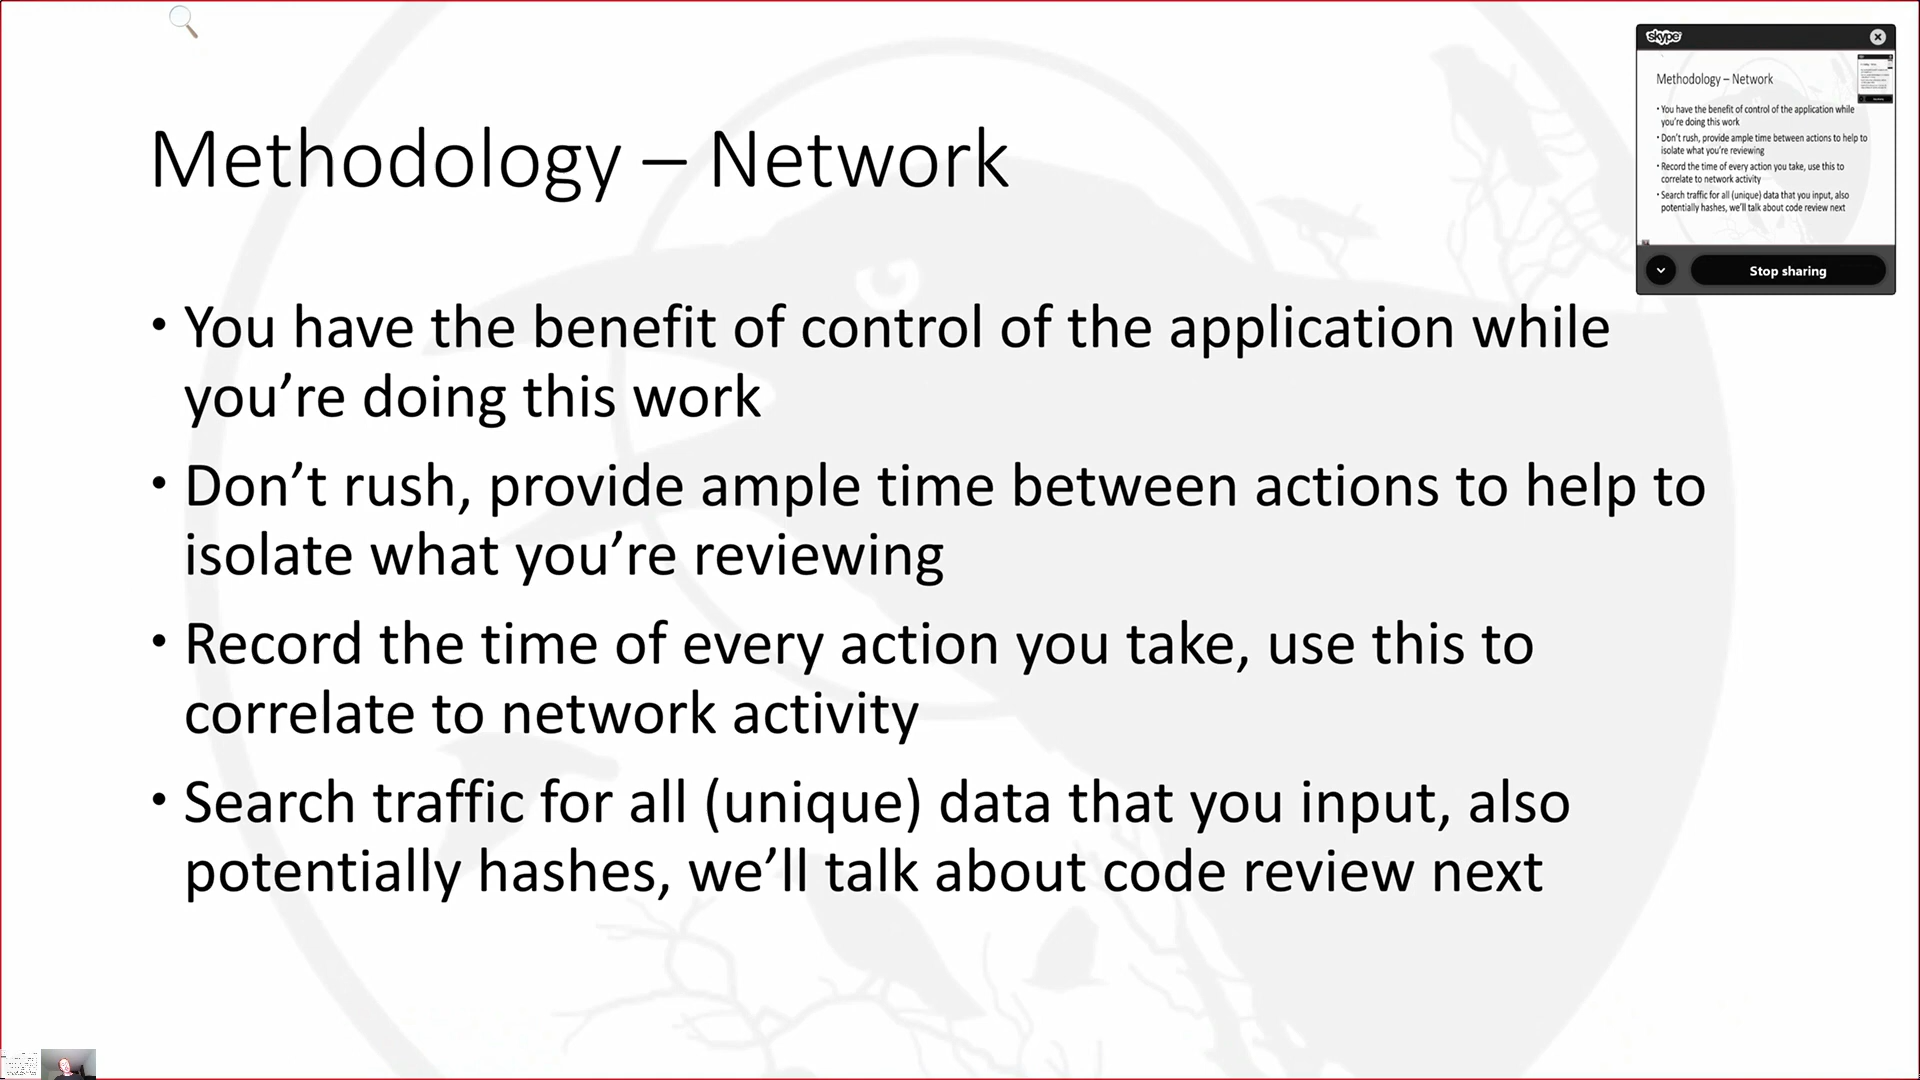 Methodology – Network
• You have the benefit of control of the application while
you’re doing this work
• Don’t rush, provide ample time between actions to help to
isolate what you’re reviewing
• Record the time of every action you take, use this to
correlate to network activity
• Search traffic for all (unique) data that you input, also
potentially hashes, we’ll talk about code review next
skype
Methodology – Network
• You have the benefit of control of the application while
you’re doing this work
• Don’t rush, provide ample time between actions to help to
isolate what you’re reviewing
• Record the time of every action you take, use this to
correlate to network activity
• Search traffic for all (unique) data that you input, also
potentially hashes, we’ll talk about code review next
Stop sharing